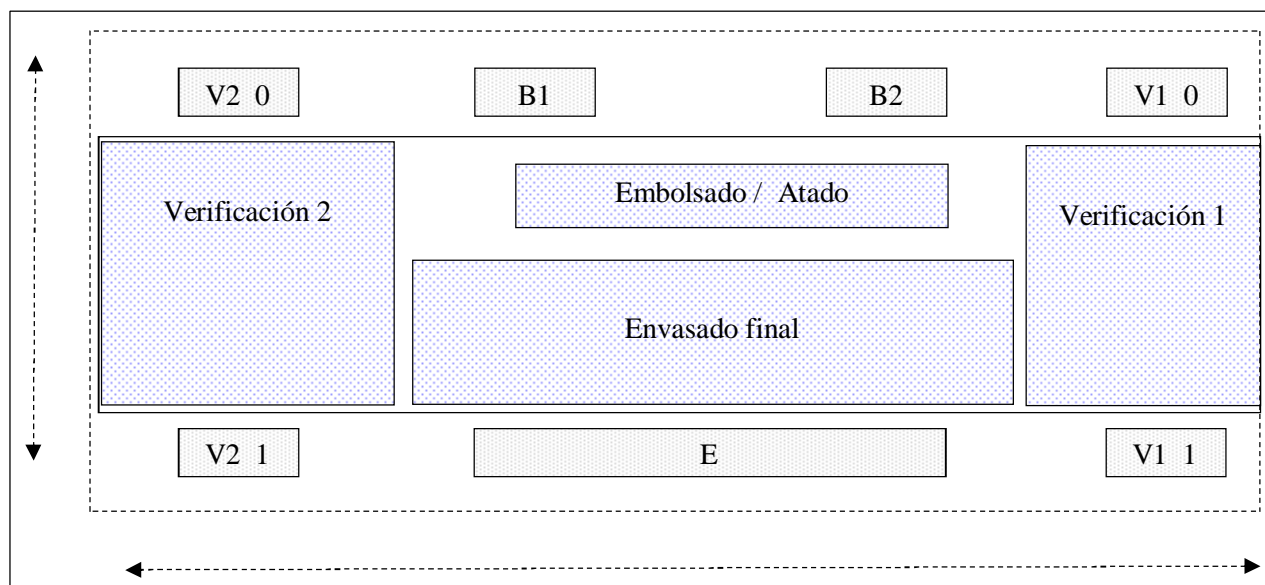 V2 0
B1
B2
V1 0
Embolsado / Atado
Verificación 2
Verificación 1
Envasado final
V2 1
E
V1 1